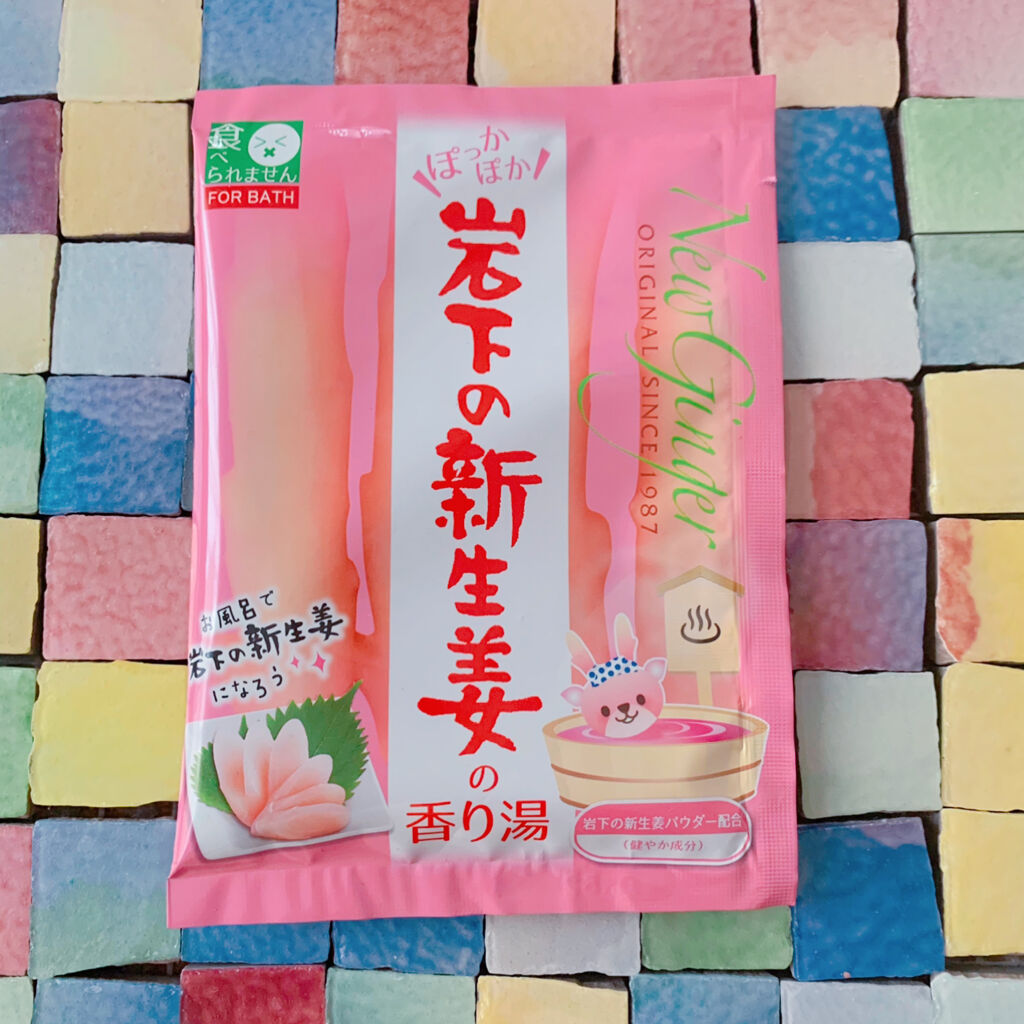 食べ
られません
FOR BATH
ぽっか
ぽか
岩下の新生姜の
香り湯
New Ginger
ORIGINAL SINCE 1987
お風呂で
岩下の新生姜
になろう
岩下の新生姜パウダー配合
(健やか成分)